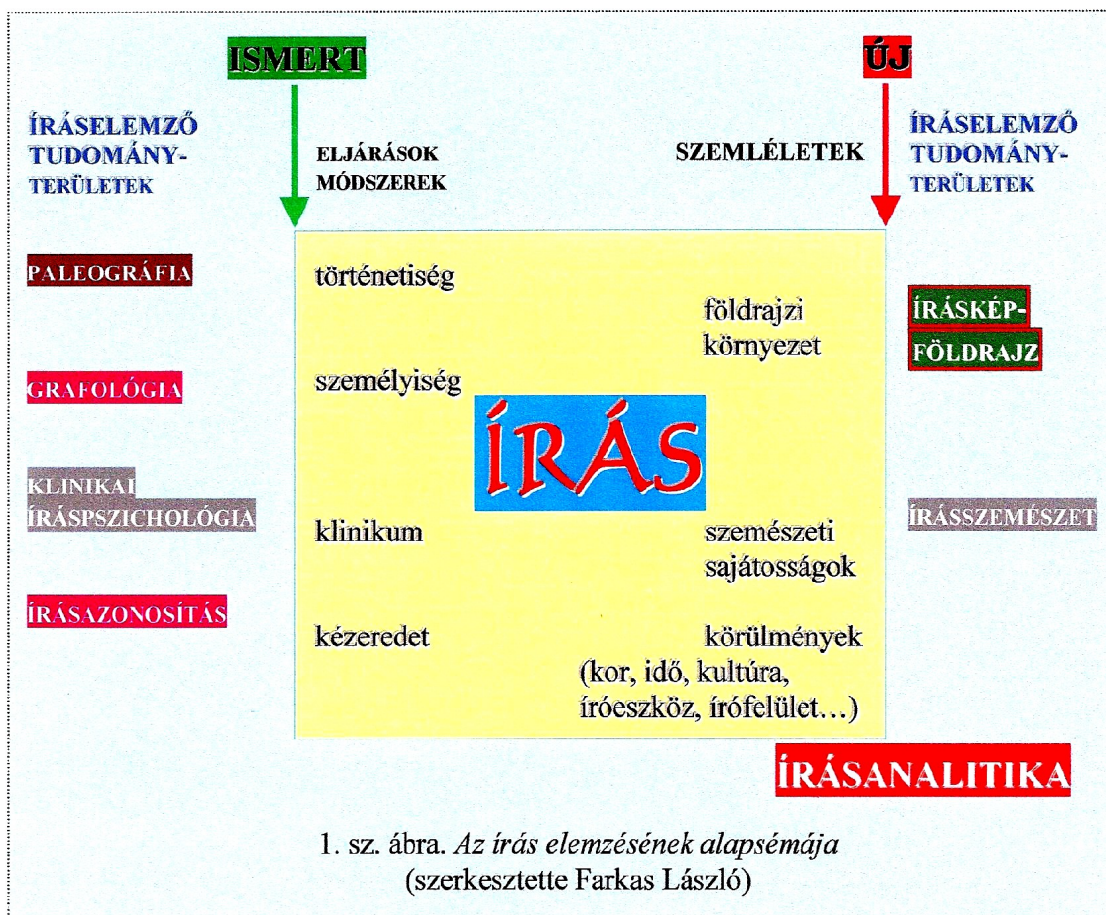 ISMERT
ÚJ
ÍRÁSELEMZŐ
TUDOMÁNY-
TERÜLETEK
ELJÁRÁSOK
MÓDSZEREK
SZEMLÉLETEK
ÍRÁSELEMZŐ
TUDOMÁNY-
TERÜLETEK
PALEOGRÁFIA
történetiség
földrajzi
környezet
ÍRÁSKÉP-
FÖLDRAJZ
GRAFOLÓGIA
személyiség
ÍRÁS
KLINIKAI
ÍRÁSPSZICHOLÓGIA
klinikum
szemészeti
sajátosságok
ÍRÁSSZEMÉSZET
ÍRÁSAZONOSÍTÁS
kézeredet
körülmények
(kor, idő, kultúra,
íróeszköz, írófelület…)
ÍRÁSANALITIKA
1. sz. ábra. Az írás elemzésének alapsémája
(szerkesztette Farkas László)